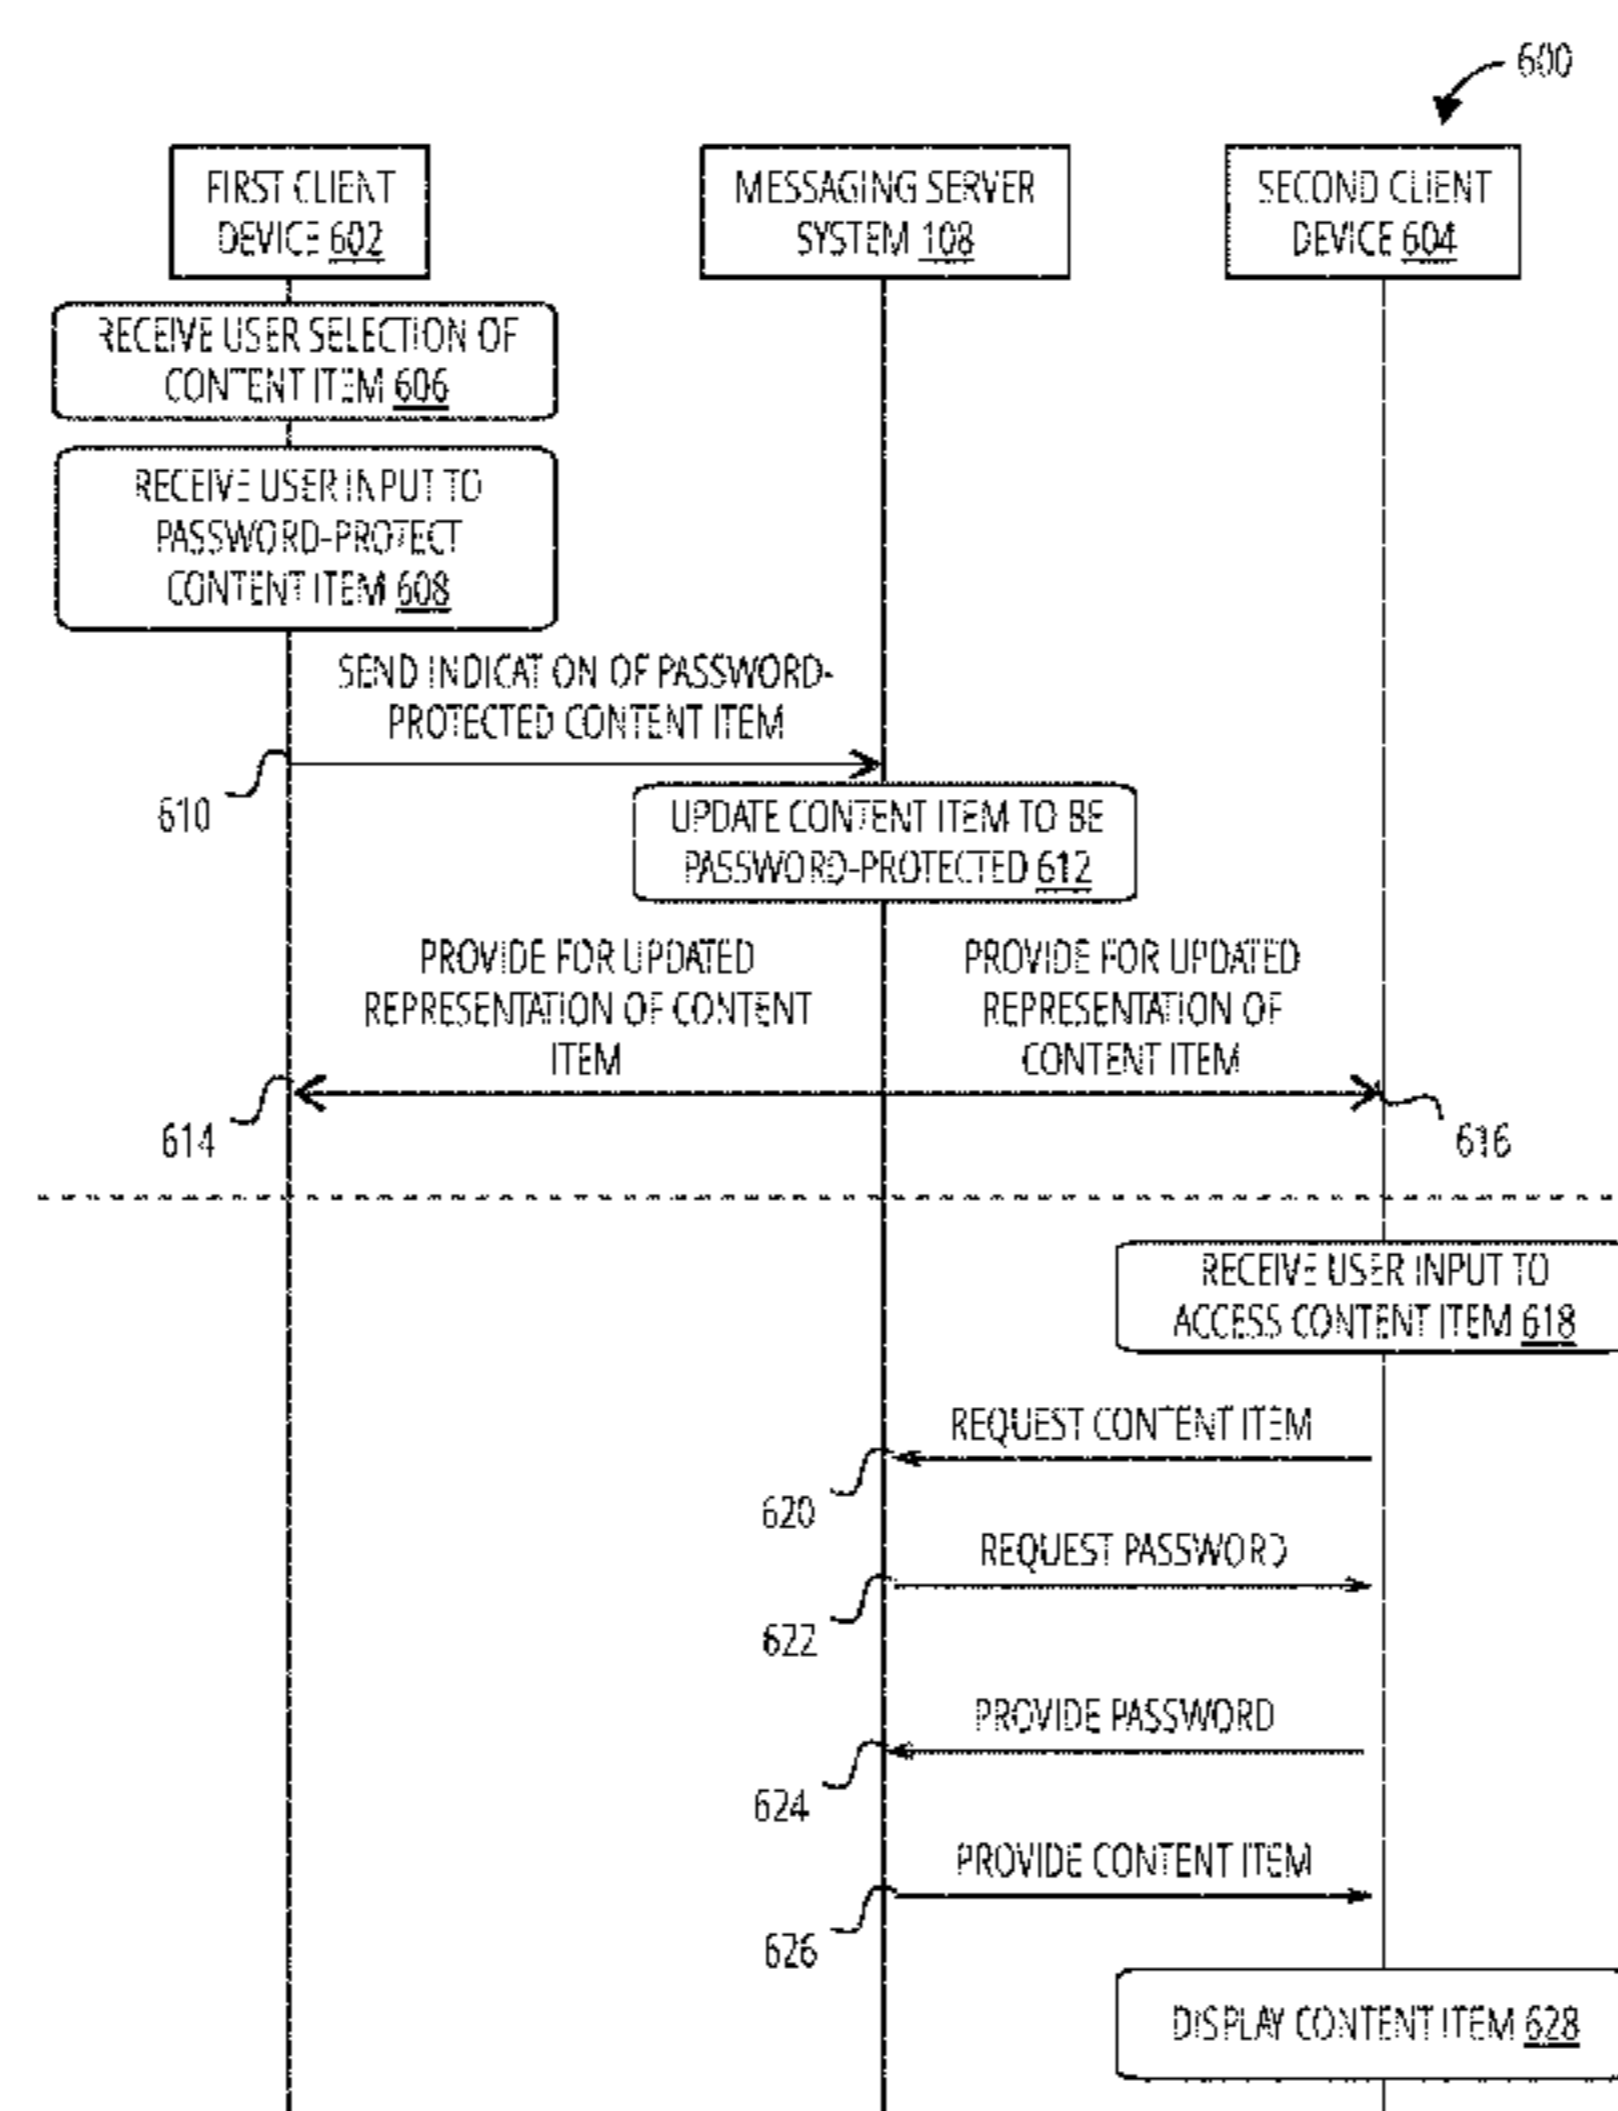 600
FIRST CLIENT
DEVICE 602
MESSAGING SERVER
SYSTEM 108
SECOND CLIENT
DEVICE 604
RECEIVE USER SELECTION OF
CONTENT ITEM 606
RECEIVE USER INPUT TO
PASSWORD-PROTECT
CONTENT ITEM 608
SEND INDICATION OF PASSWORD-
PROTECTED CONTENT ITEM
610
UPDATE CONTENT ITEM TO BE
PASSWORD-PROTECTED 612
PROVIDE FOR UPDATED
REPRESENTATION OF CONTENT
ITEM
PROVIDE FOR UPDATED
REPRESENTATION OF
CONTENT ITEM
614
616
RECEIVE USER INPUT TO
ACCESS CONTENT ITEM 618
REQUEST CONTENT ITEM
620
REQUEST PASSWORD
622
PROVIDE PASSWORD
624
PROVIDE CONTENT ITEM
626
DISPLAY CONTENT ITEM 628